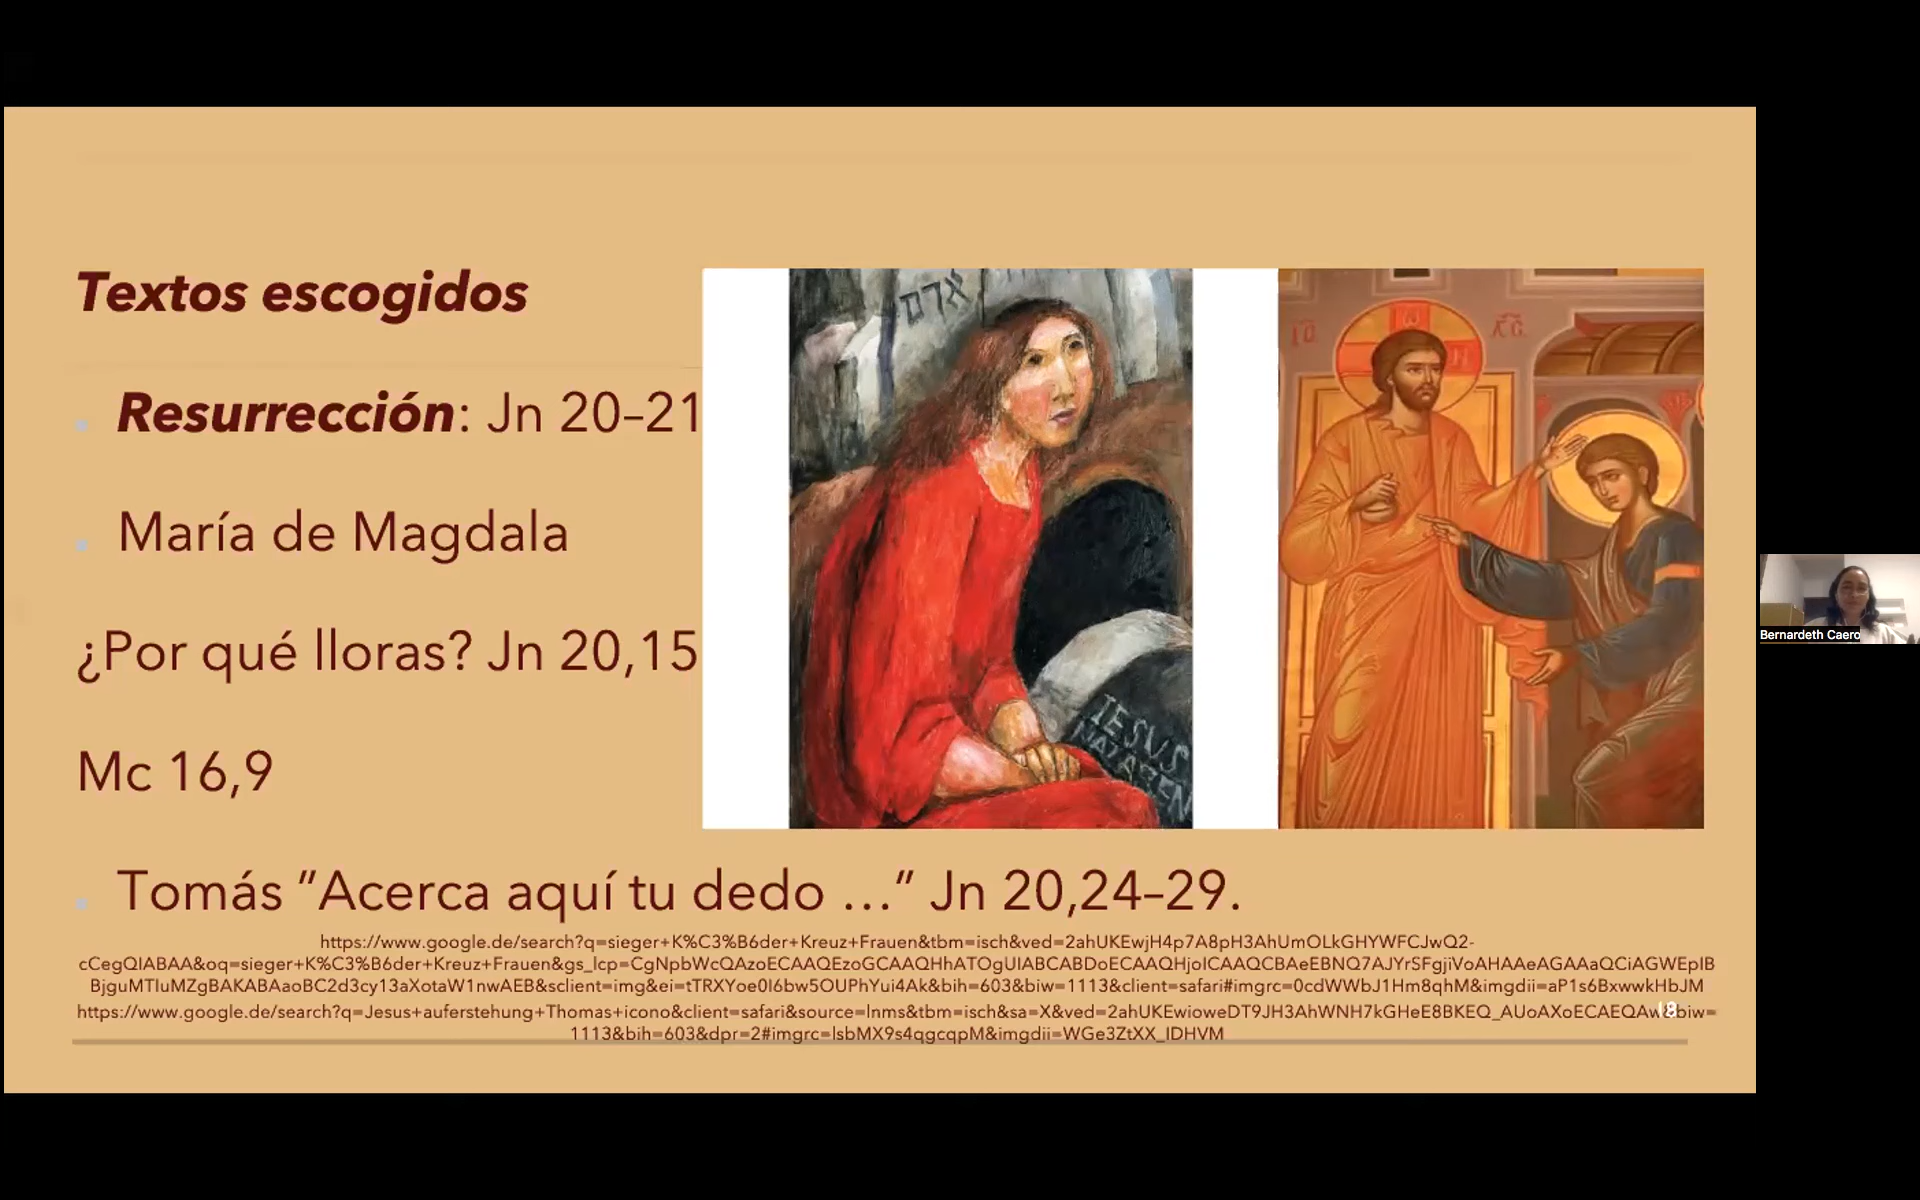 Textos escogidos
Resurrección: Jn 20–21
María de Magdala
¿Por qué lloras? Jn 20,15
Mc 16,9
Tomás “Acerca aquí tu dedo …” Jn 20,24–29.
https://www.google.de/search?q=sieger+K%C3%B6der+Kreuz+Frauen&tbm=isch&ved=2ahUKEwjH4p7A8pH3AhUmOLkGHYWFCJwQ2-
cCegQIABAA&oq=sieger+K%C3%B6der+Kreuz+Frauen&gs_lcp=CgNpbWcQAzoECAAQEzoGCAAQHhATOgUIABCABDoECAAQHjoICAAQCBAeEBNQ7AJYrSFgjiVoAHAAeAGAAaQCiAGWEpIB
BjguMTIuMZgBAKABAaoBC2d3cy13aXotaW1nwAEB&sclient=img&ei=tTRXYoe0I6bw5OUPhYui4Ak&bih=603&biw=1113&client=safari#imgrc=0cdWWbJ1Hm8qhM&imgdii=aP1s6BxwwkHbJM
https://www.google.de/search?q=Jesus+auferstehung+Thomas+icono&client=safari&source=lnms&tbm=isch&sa=X&ved=2ahUKEwioweDT9JH3AhWNH7kGHeE8BKEQ_AUoAXoECAEQAw&biw=
1113&bih=603&dpr=2#imgrc=lsbMX9s4qgcqpM&imgdii=WGe3ZtXX_IDHVM
אדם
IESUS
NAZAREN
Bernardeth Caero